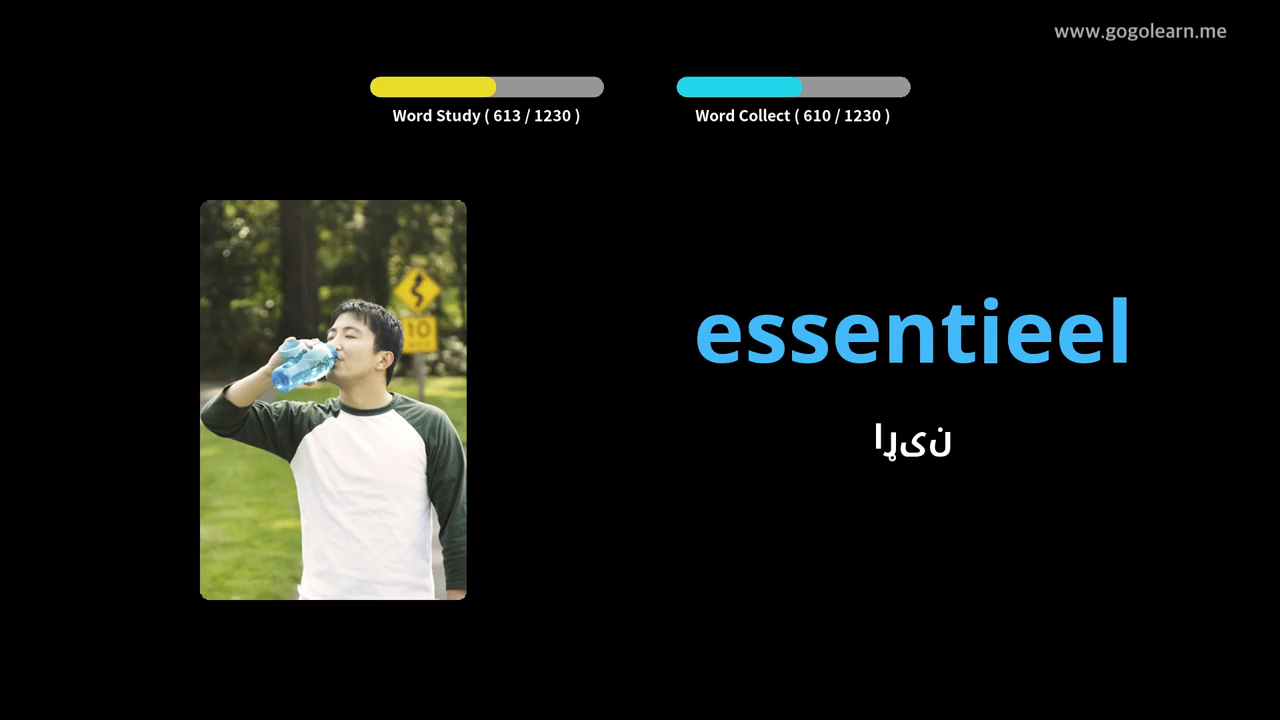 www.gogolearn.me
Word Study ( 613 / 1230 )
Word Collect ( 610 / 1230 )
10
essentieel
اړین